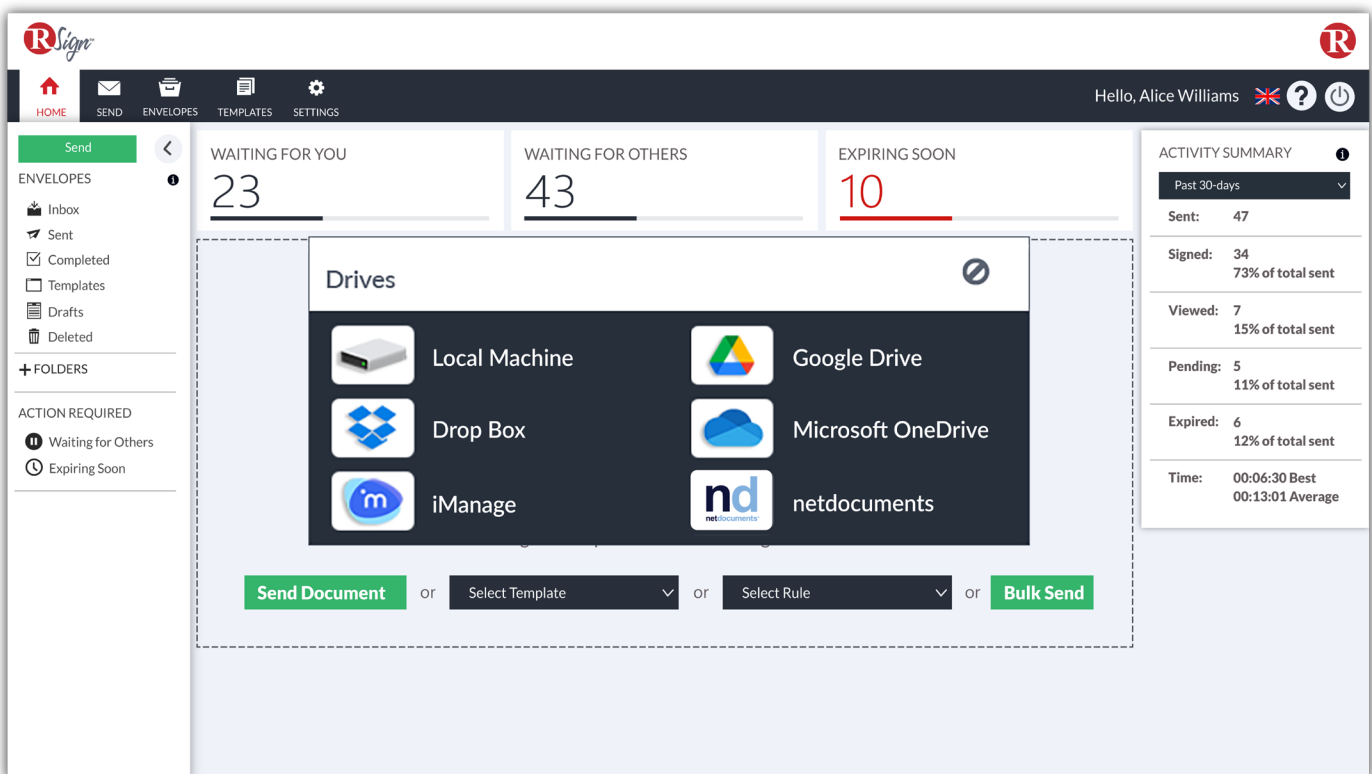 RSign™
R
HOME
SEND
ENVELOPES
TEMPLATES
SETTINGS
Hello, Alice Williams
?
Send
ENVELOPES
Inbox
Sent
Completed
Templates
Drafts
Deleted
+ FOLDERS
ACTION REQUIRED
Waiting for Others
Expiring Soon
WAITING FOR YOU
23
WAITING FOR OTHERS
43
EXPIRING SOON
10
Drives
Local Machine
Google Drive
Drop Box
Microsoft OneDrive
im
iManage
nd
netdocuments
netdocuments
Send Document or Select Template or Select Rule or Bulk Send
ACTIVITY SUMMARY
Past 30-days
Sent: 47
Signed: 34
73% of total sent
Viewed: 7
15% of total sent
Pending: 5
11% of total sent
Expired: 6
12% of total sent
Time: 00:06:30 Best
00:13:01 Average